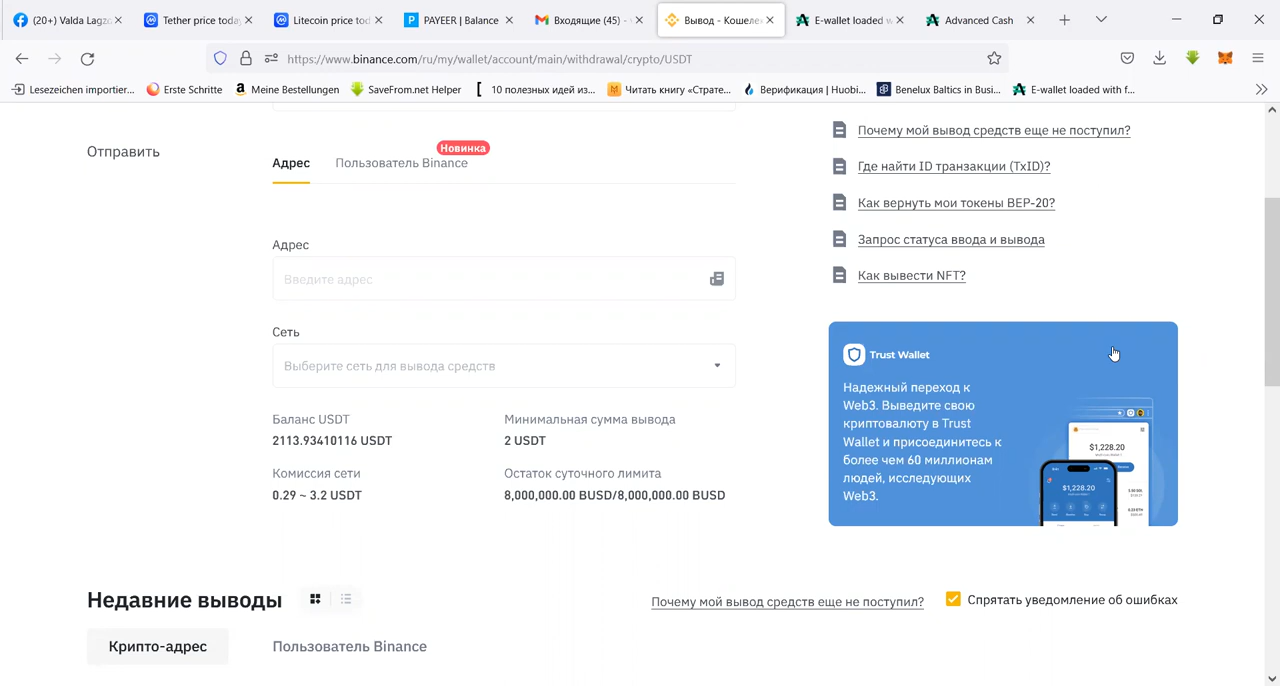 (20+) Valda Lagzo
Tether price today
Litecoin price tod
PAYEER | Balance
Входящие (45) -
Вывод - Кошеле
E-wallet loaded w
Advanced Cash
https://www.binance.com/ru/my/wallet/account/main/withdrawal/crypto/USDT
Lesezeichen importier...
Erste Schritte
Meine Bestellungen
SaveFrom.net Helper
10 полезных идей из...
Читать книгу «Страте...
Верификация | Huobi...
Benelux Baltics in Busi...
E-wallet loaded with f...
Отправить
Адрес
Пользователь Binance
Новинка
Адрес
Введите адрес
Сеть
Выберите сеть для вывода средств
Баланс USDT
2113.93410116 USDT
Минимальная сумма вывода
2 USDT
Комиссия сети
0.29 ~ 3.2 USDT
Остаток суточного лимита
8,000,000.00 BUSD/8,000,000.00 BUSD
Почему мой вывод средств еще не поступил?
Где найти ID транзакции (TxID)?
Как вернуть мои токены BEP-20?
Запрос статуса ввода и вывода
Как вывести NFT?
Trust Wallet
Надежный переход к
Web3. Выведите свою
криптовалюту в Trust
Wallet и присоединитесь к
более чем 60 миллионам
людей, исследующих
Web3.
$1,228.20
$1,228.20
Недавние выводы
Почему мой вывод средств еще не поступил?
Спрятать уведомление об ошибках
Крипто-адрес
Пользователь Binance